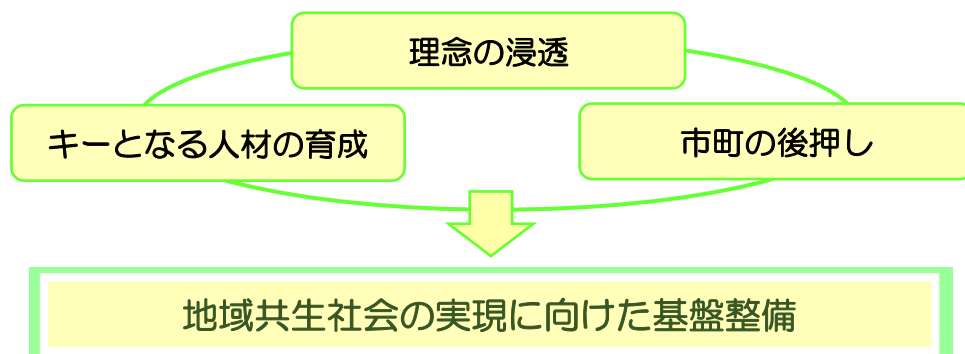 理念の浸透
キーとなる人材の育成
市町の後押し
地域共生社会の実現に向けた基盤整備